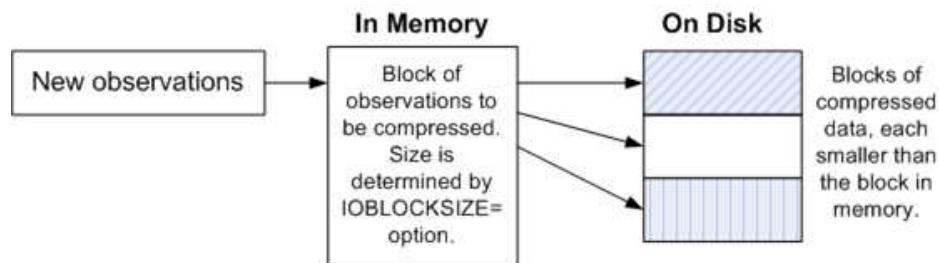 In Memory
On Disk
New observations
Block of
observations to
be compressed.
Size is
determined by
IOBLOCKSIZE=
option.
Blocks of
compressed
data, each
smaller than
the block in
memory.